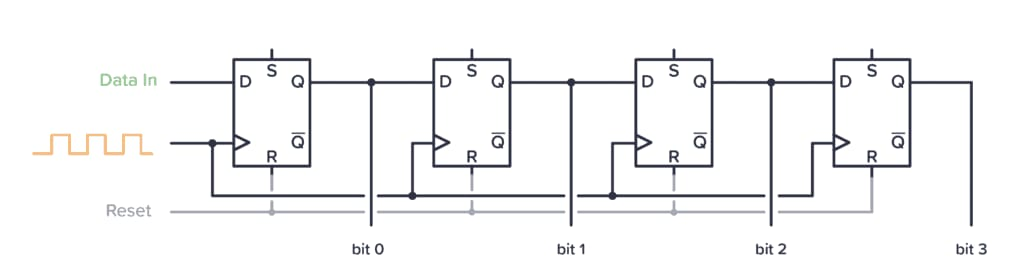 Data In
D S Q
Q̅
R
D S Q
Q̅
R
D S Q
Q̅
R
D S Q
Q̅
R
Reset
bit 0 bit 1 bit 2 bit 3